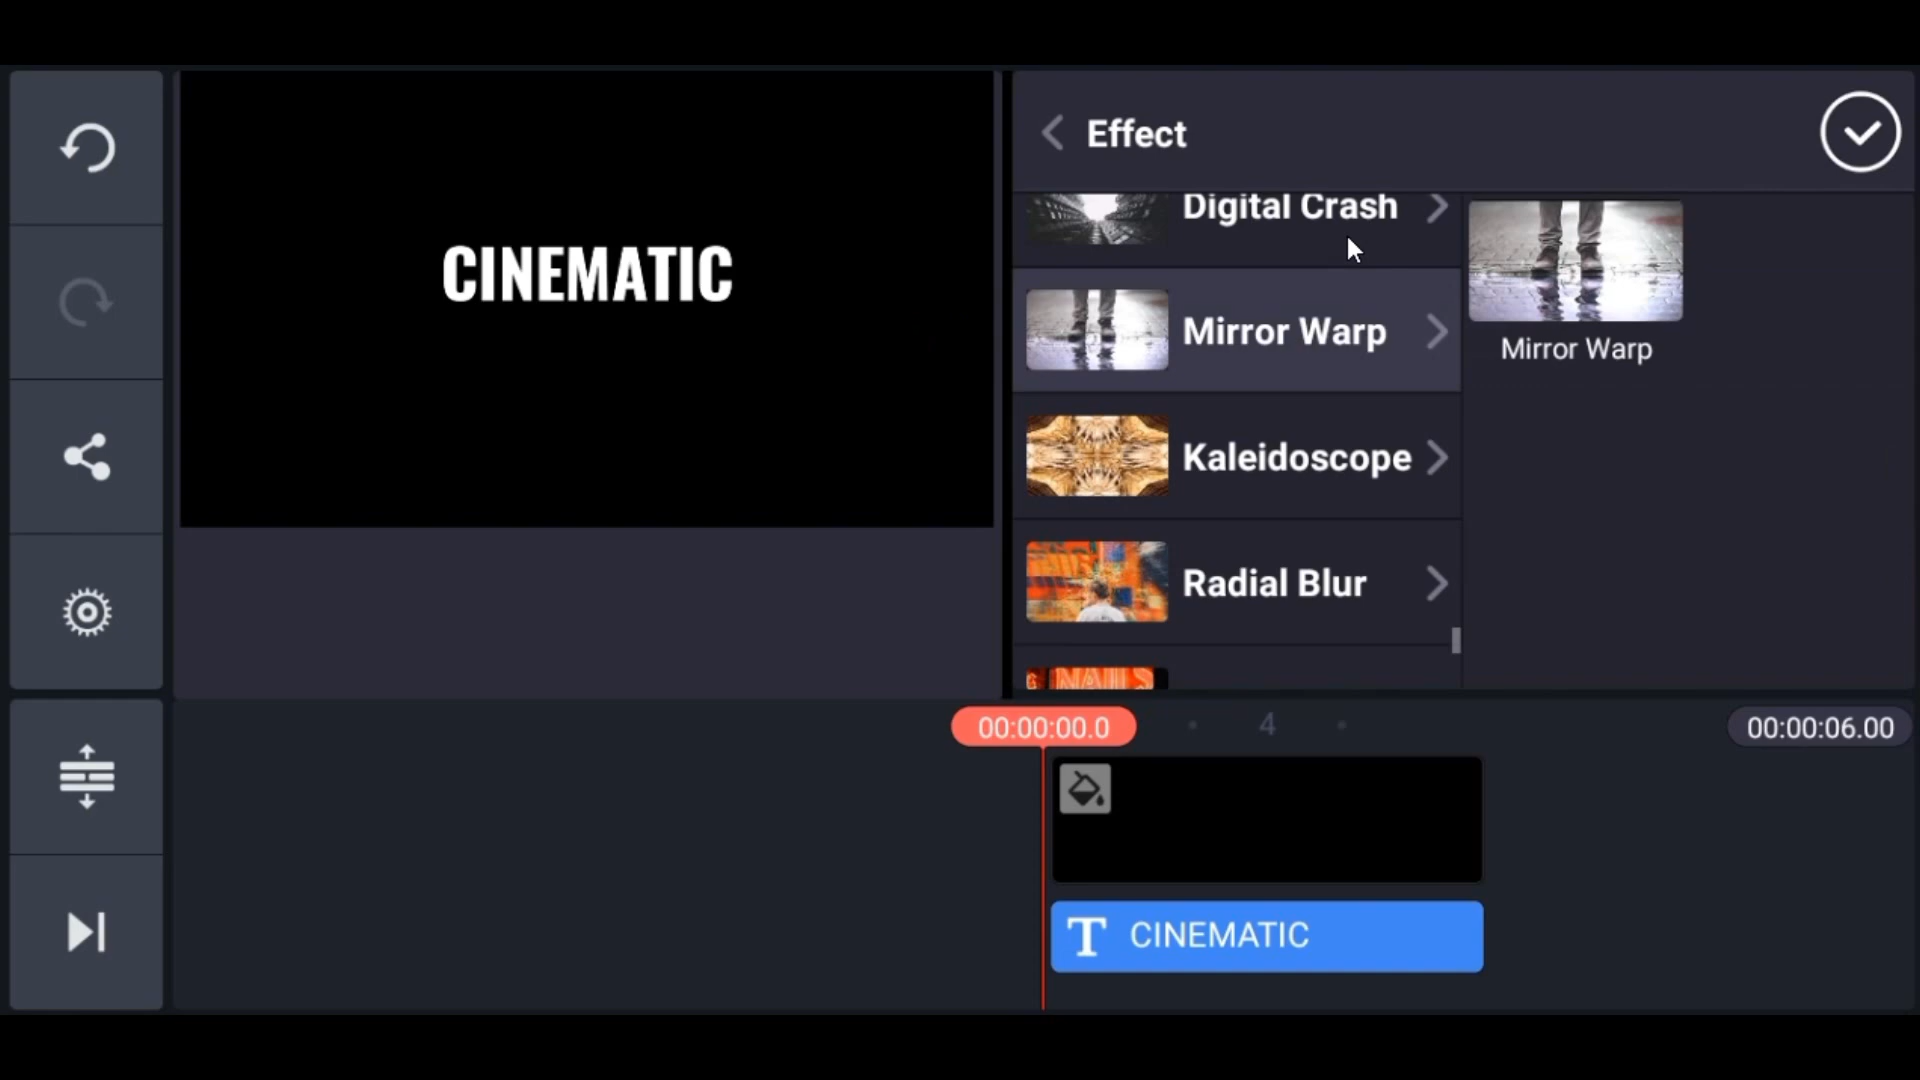 Effect
CINEMATIC
Digital Crash
Mirror Warp
Mirror Warp
Kaleidoscope
Radial Blur
NAILS
00:00:00.0
4
00:00:06.00
T CINEMATIC